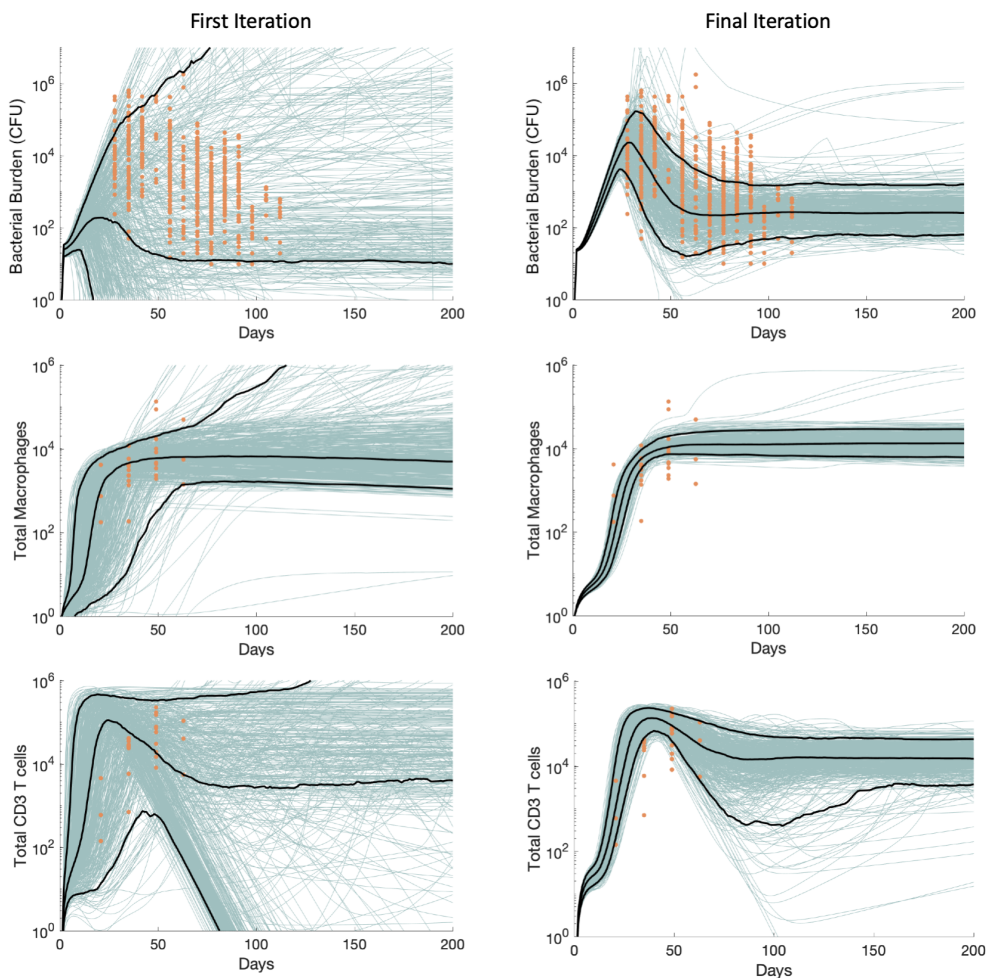 First Iteration
Final Iteration
Bacterial Burden (CFU)
10^6
10^4
10^2
10^0
0 50 100 150 200
Days
Bacterial Burden (CFU)
10^6
10^4
10^2
10^0
0 50 100 150 200
Days
Total Macrophages
10^6
10^4
10^2
10^0
0 50 100 150 200
Days
Total Macrophages
10^6
10^4
10^2
10^0
0 50 100 150 200
Days
Total CD3 T cells
10^6
10^4
10^2
10^0
0 50 100 150 200
Days
Total CD3 T cells
10^6
10^4
10^2
10^0
0 50 100 150 200
Days